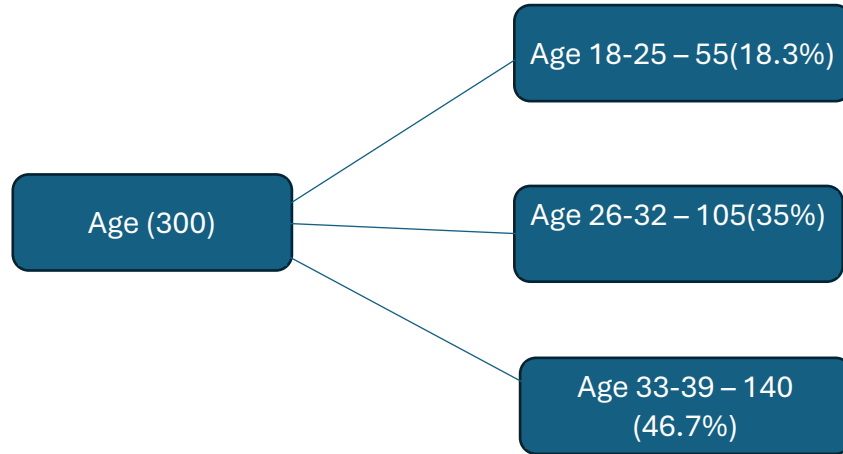 Age 18-25 – 55(18.3%)
Age (300)
Age 26-32 – 105(35%)
Age 33-39 – 140
(46.7%)